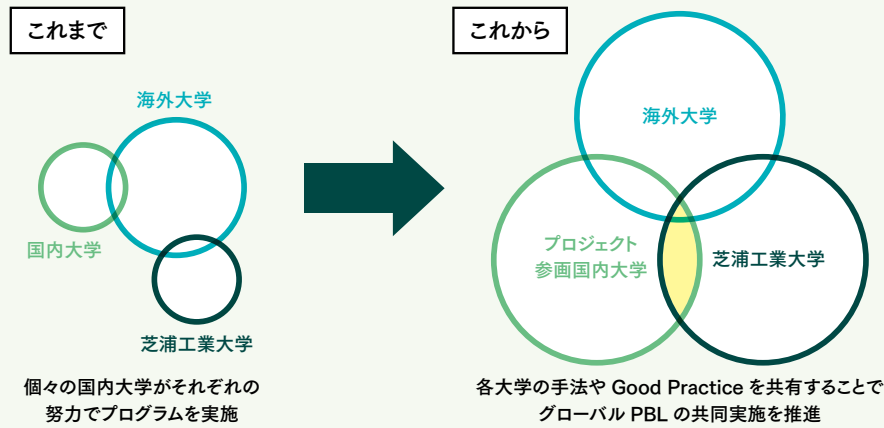 これまで
海外大学
国内大学
芝浦工業大学
個々の国内大学がそれぞれの
努力でプログラムを実施
これから
海外大学
プロジェクト
参画国内大学
芝浦工業大学
各大学の手法や Good Practice を共有することで
グローバル PBL の共同実施を推進